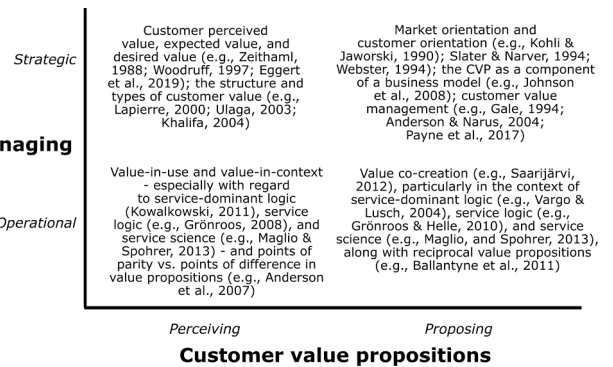 Strategic
Customer perceived
value, expected value, and
desired value (e.g., Zeithaml,
1988; Woodruff, 1997; Eggert
et al., 2019); the structure and
types of customer value (e.g.,
Lapierre, 2000; Ulaga, 2003;
Khalifa, 2004)
Market orientation and
customer orientation (e.g., Kohli &
Jaworski, 1990); Slater & Narver, 1994;
Webster, 1994); the CVP as a component
of a business model (e.g., Johnson
et al., 2008); customer value
management (e.g., Gale, 1994;
Anderson & Narus, 2004;
Payne et al., 2017)
naging
Operational
Value-in-use and value-in-context
- especially with regard
to service-dominant logic
(Kowalkowski, 2011), service
logic (e.g., Grönroos, 2008), and
service science (e.g., Maglio &
Spohrer, 2013) - and points of
parity vs. points of difference in
value propositions (e.g., Anderson
et al., 2007)
Value co-creation (e.g., Saarijärvi,
2012), particularly in the context of
service-dominant logic (e.g., Vargo &
Lusch, 2004), service logic (e.g.,
Grönroos & Helle, 2010), and service
science (e.g., Maglio, and Spohrer, 2013),
along with reciprocal value propositions
(e.g., Ballantyne et al., 2011)
Perceiving
Proposing
Customer value propositions